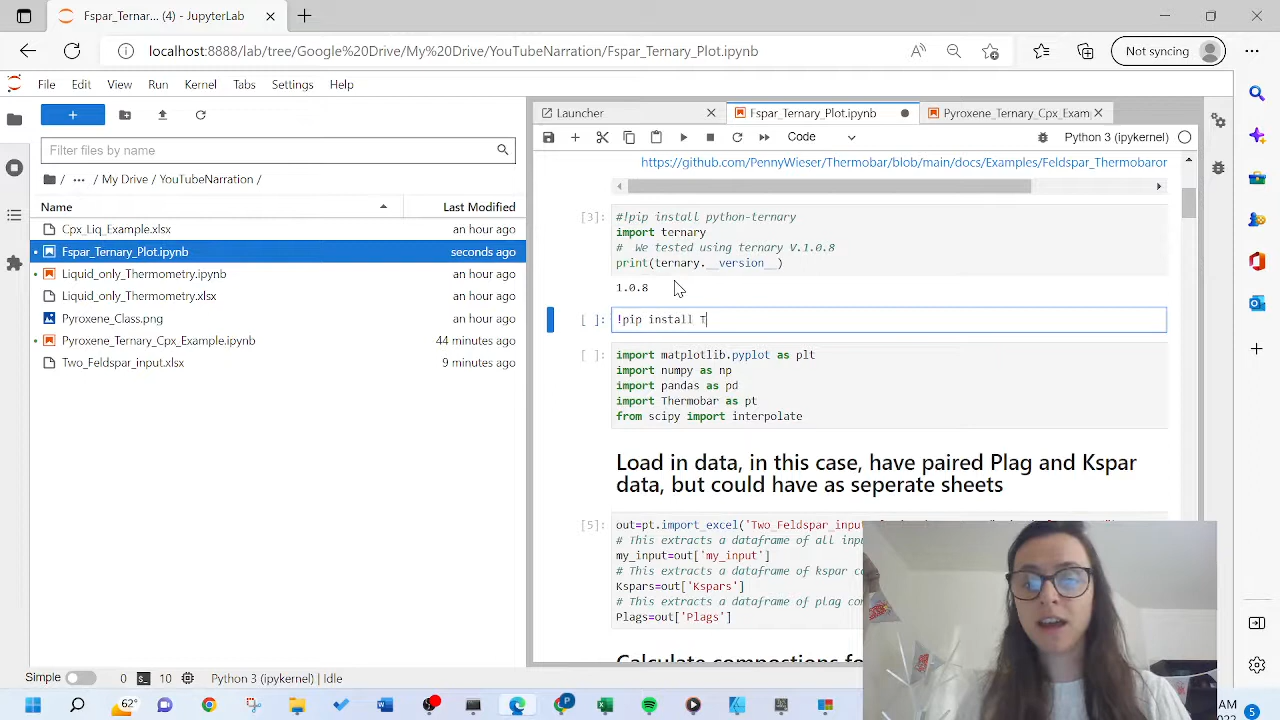 Fspar_Ternar... (4) - JupyterLab
localhost:8888/lab/tree/Google%20Drive/My%20Drive/YouTubeNarration/Fspar_Ternary_Plot.ipynb
Not syncing
File Edit View Run Kernel Tabs Settings Help
Filter files by name
/ ... / My Drive / YouTubeNarration /
Name Last Modified
Cpx_Liq_Example.xlsx an hour ago
Fspar_Ternary_Plot.ipynb seconds ago
Liquid_only_Thermometry.ipynb an hour ago
Liquid_only_Thermometry.xlsx an hour ago
Pyroxene_Class.png an hour ago
Pyroxene_Ternary_Cpx_Example.ipynb 44 minutes ago
Two_Feldspar_input.xlsx 9 minutes ago
Launcher Fspar_Ternary_Plot.ipynb Pyroxene_Ternary_Cpx_Exam
Code Python 3 (ipykernel)
https://github.com/PennyWieser/Thermobar/blob/main/docs/Examples/Feldspar_Thermobaror
[3]: #!pip install python-ternary
import ternary
# We tested using ternary V.1.0.8
print(ternary.__version__)
1.0.8
[ ]: !pip install T
[ ]: import matplotlib.pyplot as plt
import numpy as np
import pandas as pd
import Thermobar as pt
from scipy import interpolate
Load in data, in this case, have paired Plag and Kspar
data, but could have as seperate sheets
[5]: out=pt.import_excel('Two_Feldspar_input
# This extracts a dataframe of all inpu
my_input=out['my_input']
# This extracts a dataframe of kspar co
Kspars=out['Kspars']
# This extracts a dataframe of plag com
Plags=out['Plags']
Simple 0 10 Python 3 (ipykernel) | Idle
62°
AM
5